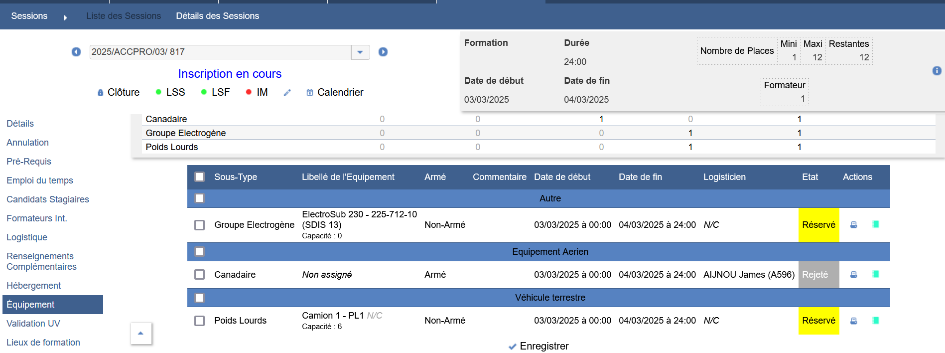 Sessions Liste des Sessions Détails des Sessions
2025/ACCPRO/03/ 817
Inscription en cours
Clôture LSS LSF IM Calendrier
Formation Durée
24:00
Date de début Date de fin
03/03/2025 04/03/2025
Nombre de Places Mini Maxi Restantes
1 12 12
Formateur
1
Canadaire 0 0 1 0 1
Groupe Electrogène 0 0 0 1 1
Poids Lourds 0 0 0 1 1
Détails
Annulation
Pré-Requis
Emploi du temps
Candidats Stagiaires
Formateurs Int.
Logistique
Renseignements
Complémentaires
Hébergement
Équipement
Validation UV
Lieux de formation
Sous-Type Libellé de l'Equipement Armé Commentaire Date de début Date de fin Logisticien Etat Actions
Autre
Groupe Electrogène ElectroSub 230 - 225-712-10 (SDIS 13) Capacité : 0 Non-Armé 03/03/2025 à 00:00 04/03/2025 à 24:00 N/C Réservé
Equipement Aerien
Canadaire Non assigné Armé 03/03/2025 à 00:00 04/03/2025 à 24:00 AIJNOU James (A596) Rejeté
Véhicule terrestre
Poids Lourds Camion 1 - PL1 N/C Capacité : 6 Non-Armé 03/03/2025 à 00:00 04/03/2025 à 24:00 N/C Réservé
Enregistrer